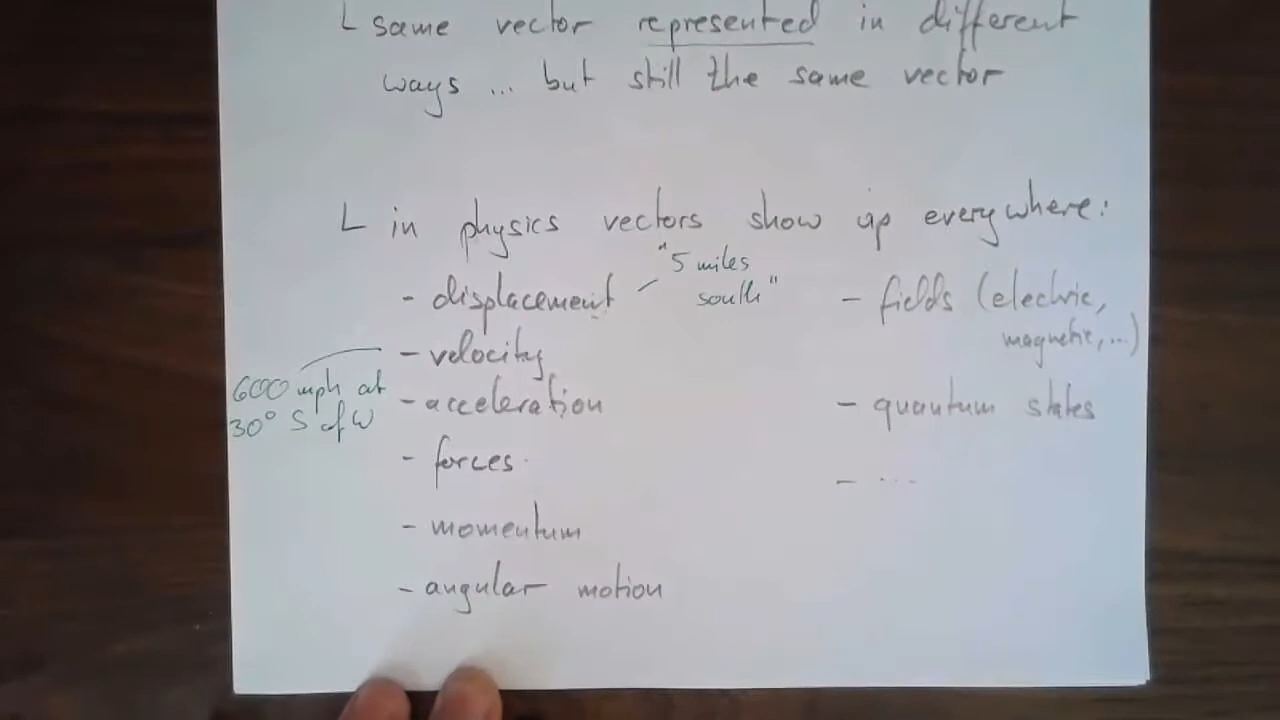 └ same vector represented in different
ways ... but still the same vector
└ in physics vectors show up everywhere:
- displacement — "5 miles
south"
- velocity
600 mph at
30° S of W
- acceleration
- forces
- momentum
- angular motion
- fields (electric,
magnetic,...)
- quantum states
- ...